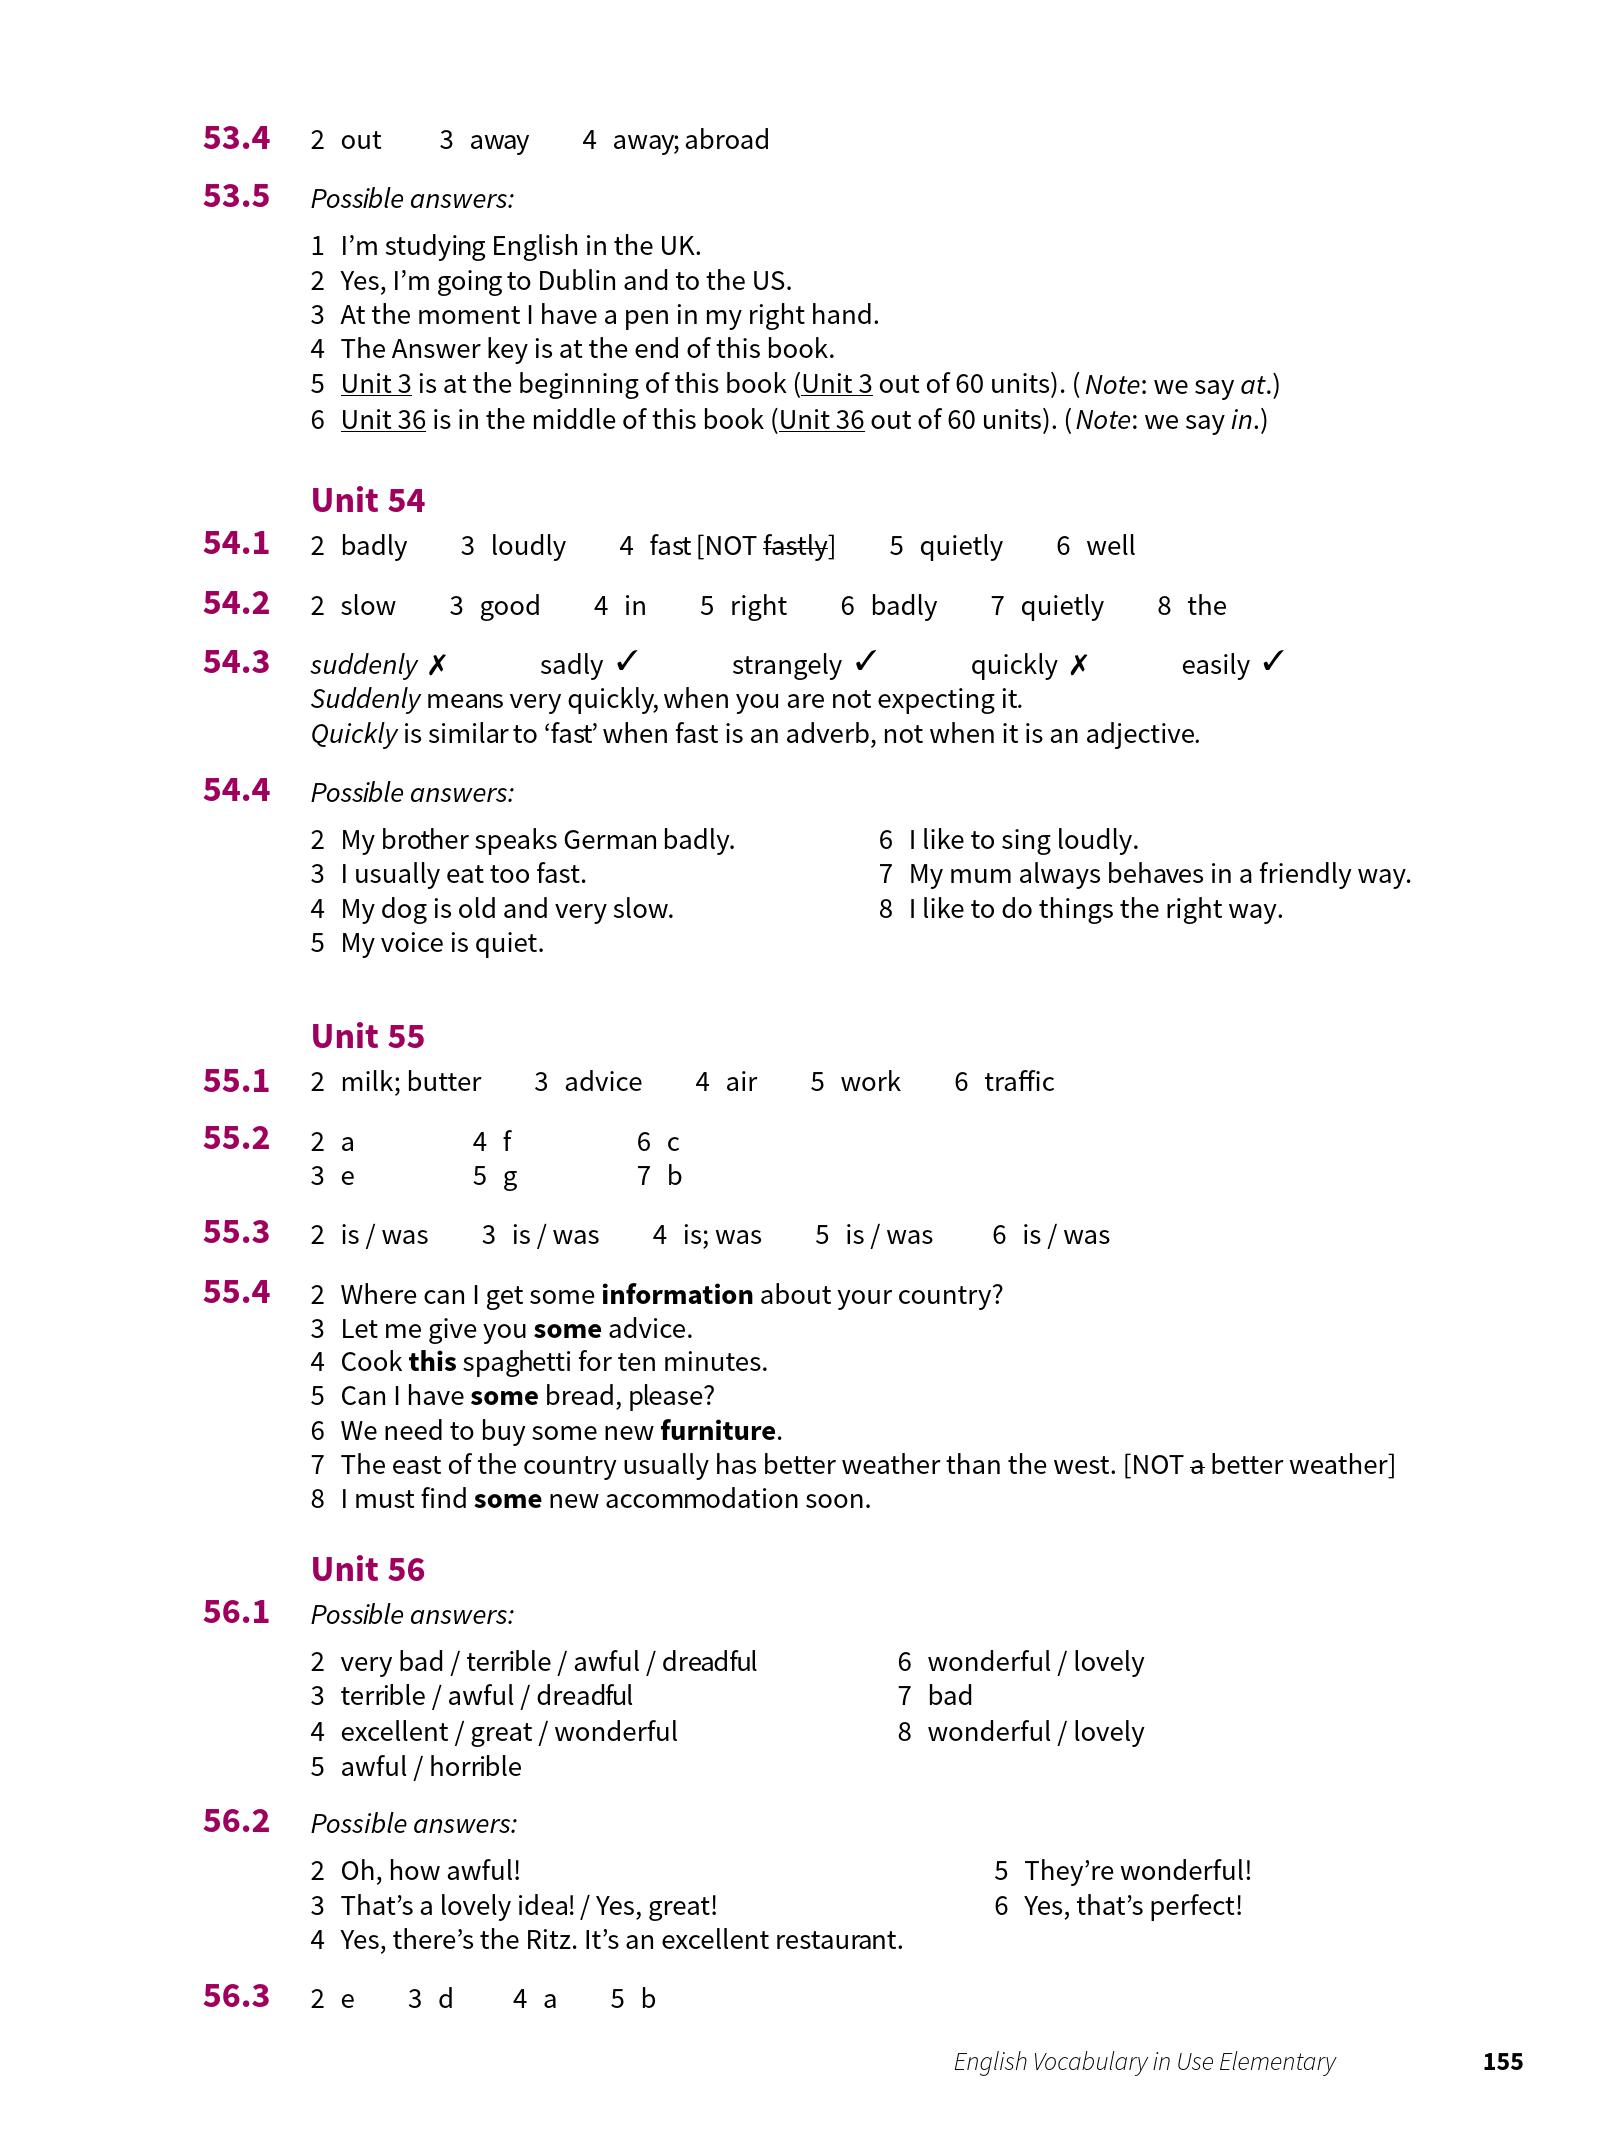 53.4 2 out 3 away 4 away; abroad
53.5 Possible answers:
1 I’m studying English in the UK.
2 Yes, I’m going to Dublin and to the US.
3 At the moment I have a pen in my right hand.
4 The Answer key is at the end of this book.
5 Unit 3 is at the beginning of this book (Unit 3 out of 60 units). (Note: we say at.)
6 Unit 36 is in the middle of this book (Unit 36 out of 60 units). (Note: we say in.)
Unit 54
54.1 2 badly 3 loudly 4 fast [NOT fastly] 5 quietly 6 well
54.2 2 slow 3 good 4 in 5 right 6 badly 7 quietly 8 the
54.3 suddenly ✗ sadly ✓ strangely ✓ quickly ✗ easily ✓
Suddenly means very quickly, when you are not expecting it.
Quickly is similar to ‘fast’ when fast is an adverb, not when it is an adjective.
54.4 Possible answers:
2 My brother speaks German badly.
3 I usually eat too fast.
4 My dog is old and very slow.
5 My voice is quiet.
6 I like to sing loudly.
7 My mum always behaves in a friendly way.
8 I like to do things the right way.
Unit 55
55.1 2 milk; butter 3 advice 4 air 5 work 6 traffic
55.2 2 a 4 f 6 c
3 e 5 g 7 b
55.3 2 is / was 3 is / was 4 is; was 5 is / was 6 is / was
55.4 2 Where can I get some information about your country?
3 Let me give you some advice.
4 Cook this spaghetti for ten minutes.
5 Can I have some bread, please?
6 We need to buy some new furniture.
7 The east of the country usually has better weather than the west. [NOT a better weather]
8 I must find some new accommodation soon.
Unit 56
56.1 Possible answers:
2 very bad / terrible / awful / dreadful
3 terrible / awful / dreadful
4 excellent / great / wonderful
5 awful / horrible
6 wonderful / lovely
7 bad
8 wonderful / lovely
56.2 Possible answers:
2 Oh, how awful!
3 That’s a lovely idea! / Yes, great!
4 Yes, there’s the Ritz. It’s an excellent restaurant.
5 They’re wonderful!
6 Yes, that’s perfect!
56.3 2 e 3 d 4 a 5 b
English Vocabulary in Use Elementary 155